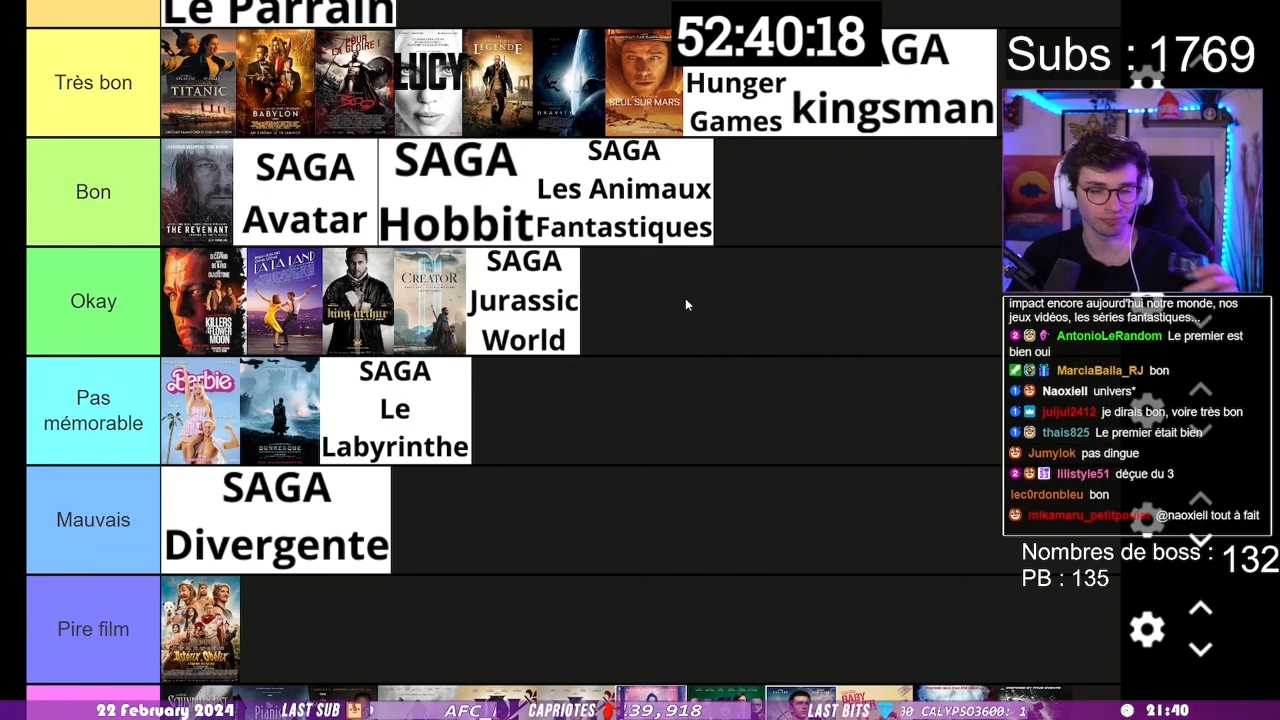 Le Parrain
52:40:18
Subs : 1769
Très bon
TITANIC
BABYLON
POUR LA GLOIRE !
300
LUCY
LEGENDE
GRAVITY
SEUL SUR MARS
Hunger
Games
kingsman
Bon
THE REVENANT
SAGA
Avatar
SAGA
Hobbit
SAGA
Les Animaux
Fantastiques
Okay
KILLERS
FLOWER
MOON
LA LA LAND
king arthur
CREATOR
SAGA
Jurassic
World
Pas
mémorable
Barbie
DUNKERQUE
SAGA
Le
Labyrinthe
Mauvais
SAGA
Divergente
Pire film
Astérix Obélix
impact encore aujourd'hui notre monde, nos
jeux vidéos, les séries fantastiques...
AntonioLeRandom Le premier est
bien oui
MarciaBaila_RJ bon
Naoxiell univers*
juljul2412 je dirais bon, voire très bon
thais825 Le premier était bien
Jumylok pas dingue
lilistyle51 déçue du 3
lec0rdonbleu bon
@naoxiell tout à fait
Nombres de boss : 132
PB : 135
22 February 2024
LAST SUB
AFC_
CAPRIOTES
39,918
LAST BITS
CALYPSO3600: 1
21:40